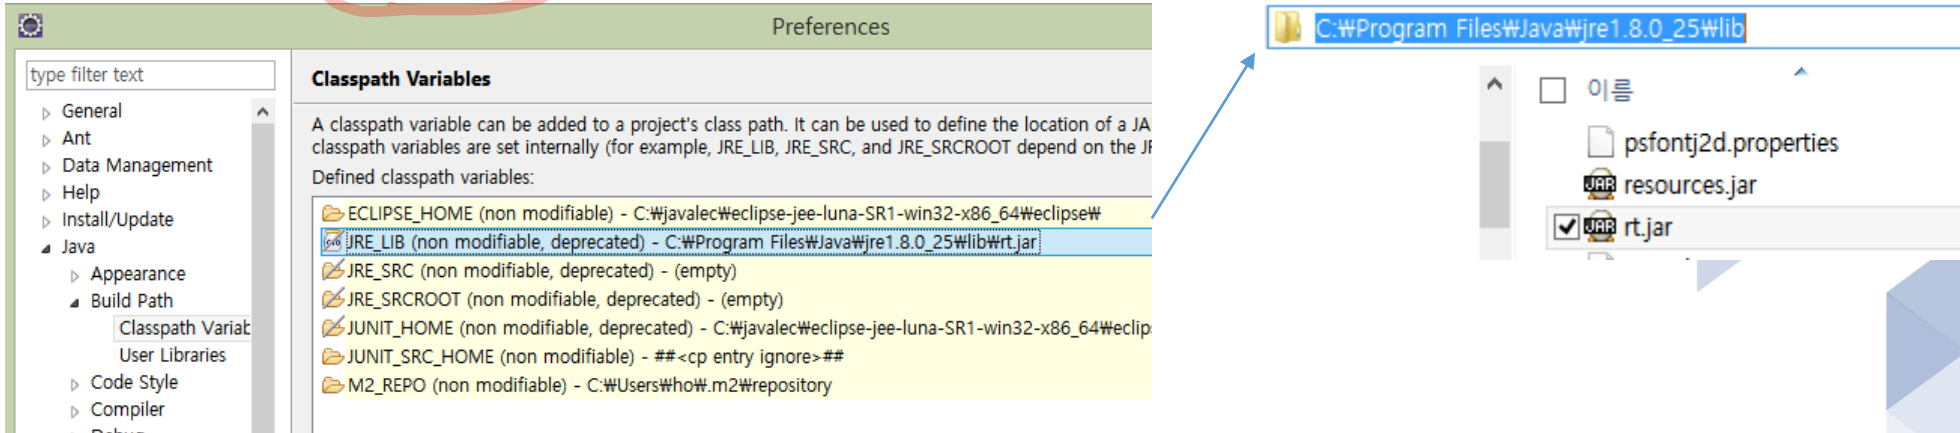 Preferences
type filter text
General
Ant
Data Management
Help
Install/Update
Java
Appearance
Build Path
Classpath Variab
User Libraries
Code Style
Compiler
Debug
Classpath Variables
A classpath variable can be added to a project's class path. It can be used to define the location of a JA
classpath variables are set internally (for example, JRE_LIB, JRE_SRC, and JRE_SRCROOT depend on the JR
Defined classpath variables:
ECLIPSE_HOME (non modifiable) - C:₩javalec₩eclipse-jee-luna-SR1-win32-x86_64₩eclipse₩
JRE_LIB (non modifiable, deprecated) - C:₩Program Files₩Java₩jre1.8.0_25₩lib₩rt.jar
JRE_SRC (non modifiable, deprecated) - (empty)
JRE_SRCROOT (non modifiable, deprecated) - (empty)
JUNIT_HOME (non modifiable, deprecated) - C:₩javalec₩eclipse-jee-luna-SR1-win32-x86_64₩eclip
JUNIT_SRC_HOME (non modifiable) - ##<cp entry ignore>##
M2_REPO (non modifiable) - C:₩Users₩ho₩.m2₩repository
C:₩Program Files₩Java₩jre1.8.0_25₩lib
이름
psfontj2d.properties
JAR resources.jar
JAR rt.jar